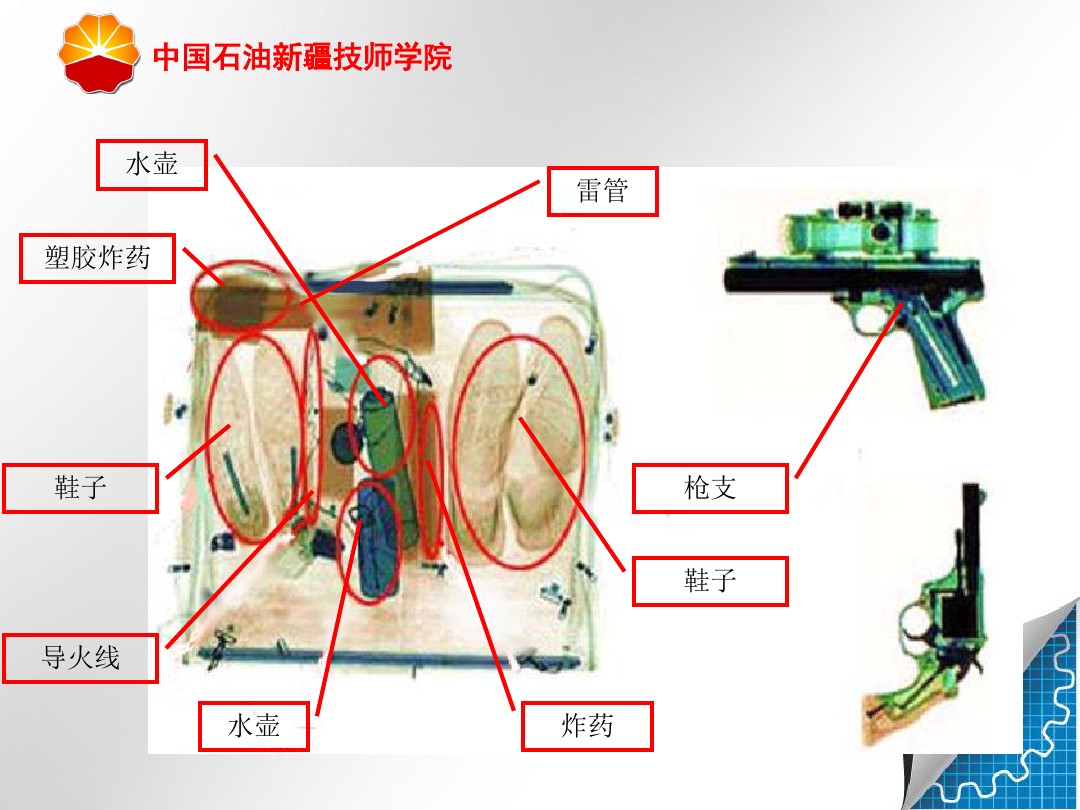 中国石油新疆技师学院
水壶
雷管
塑胶炸药
鞋子
枪支
鞋子
导火线
水壶
炸药